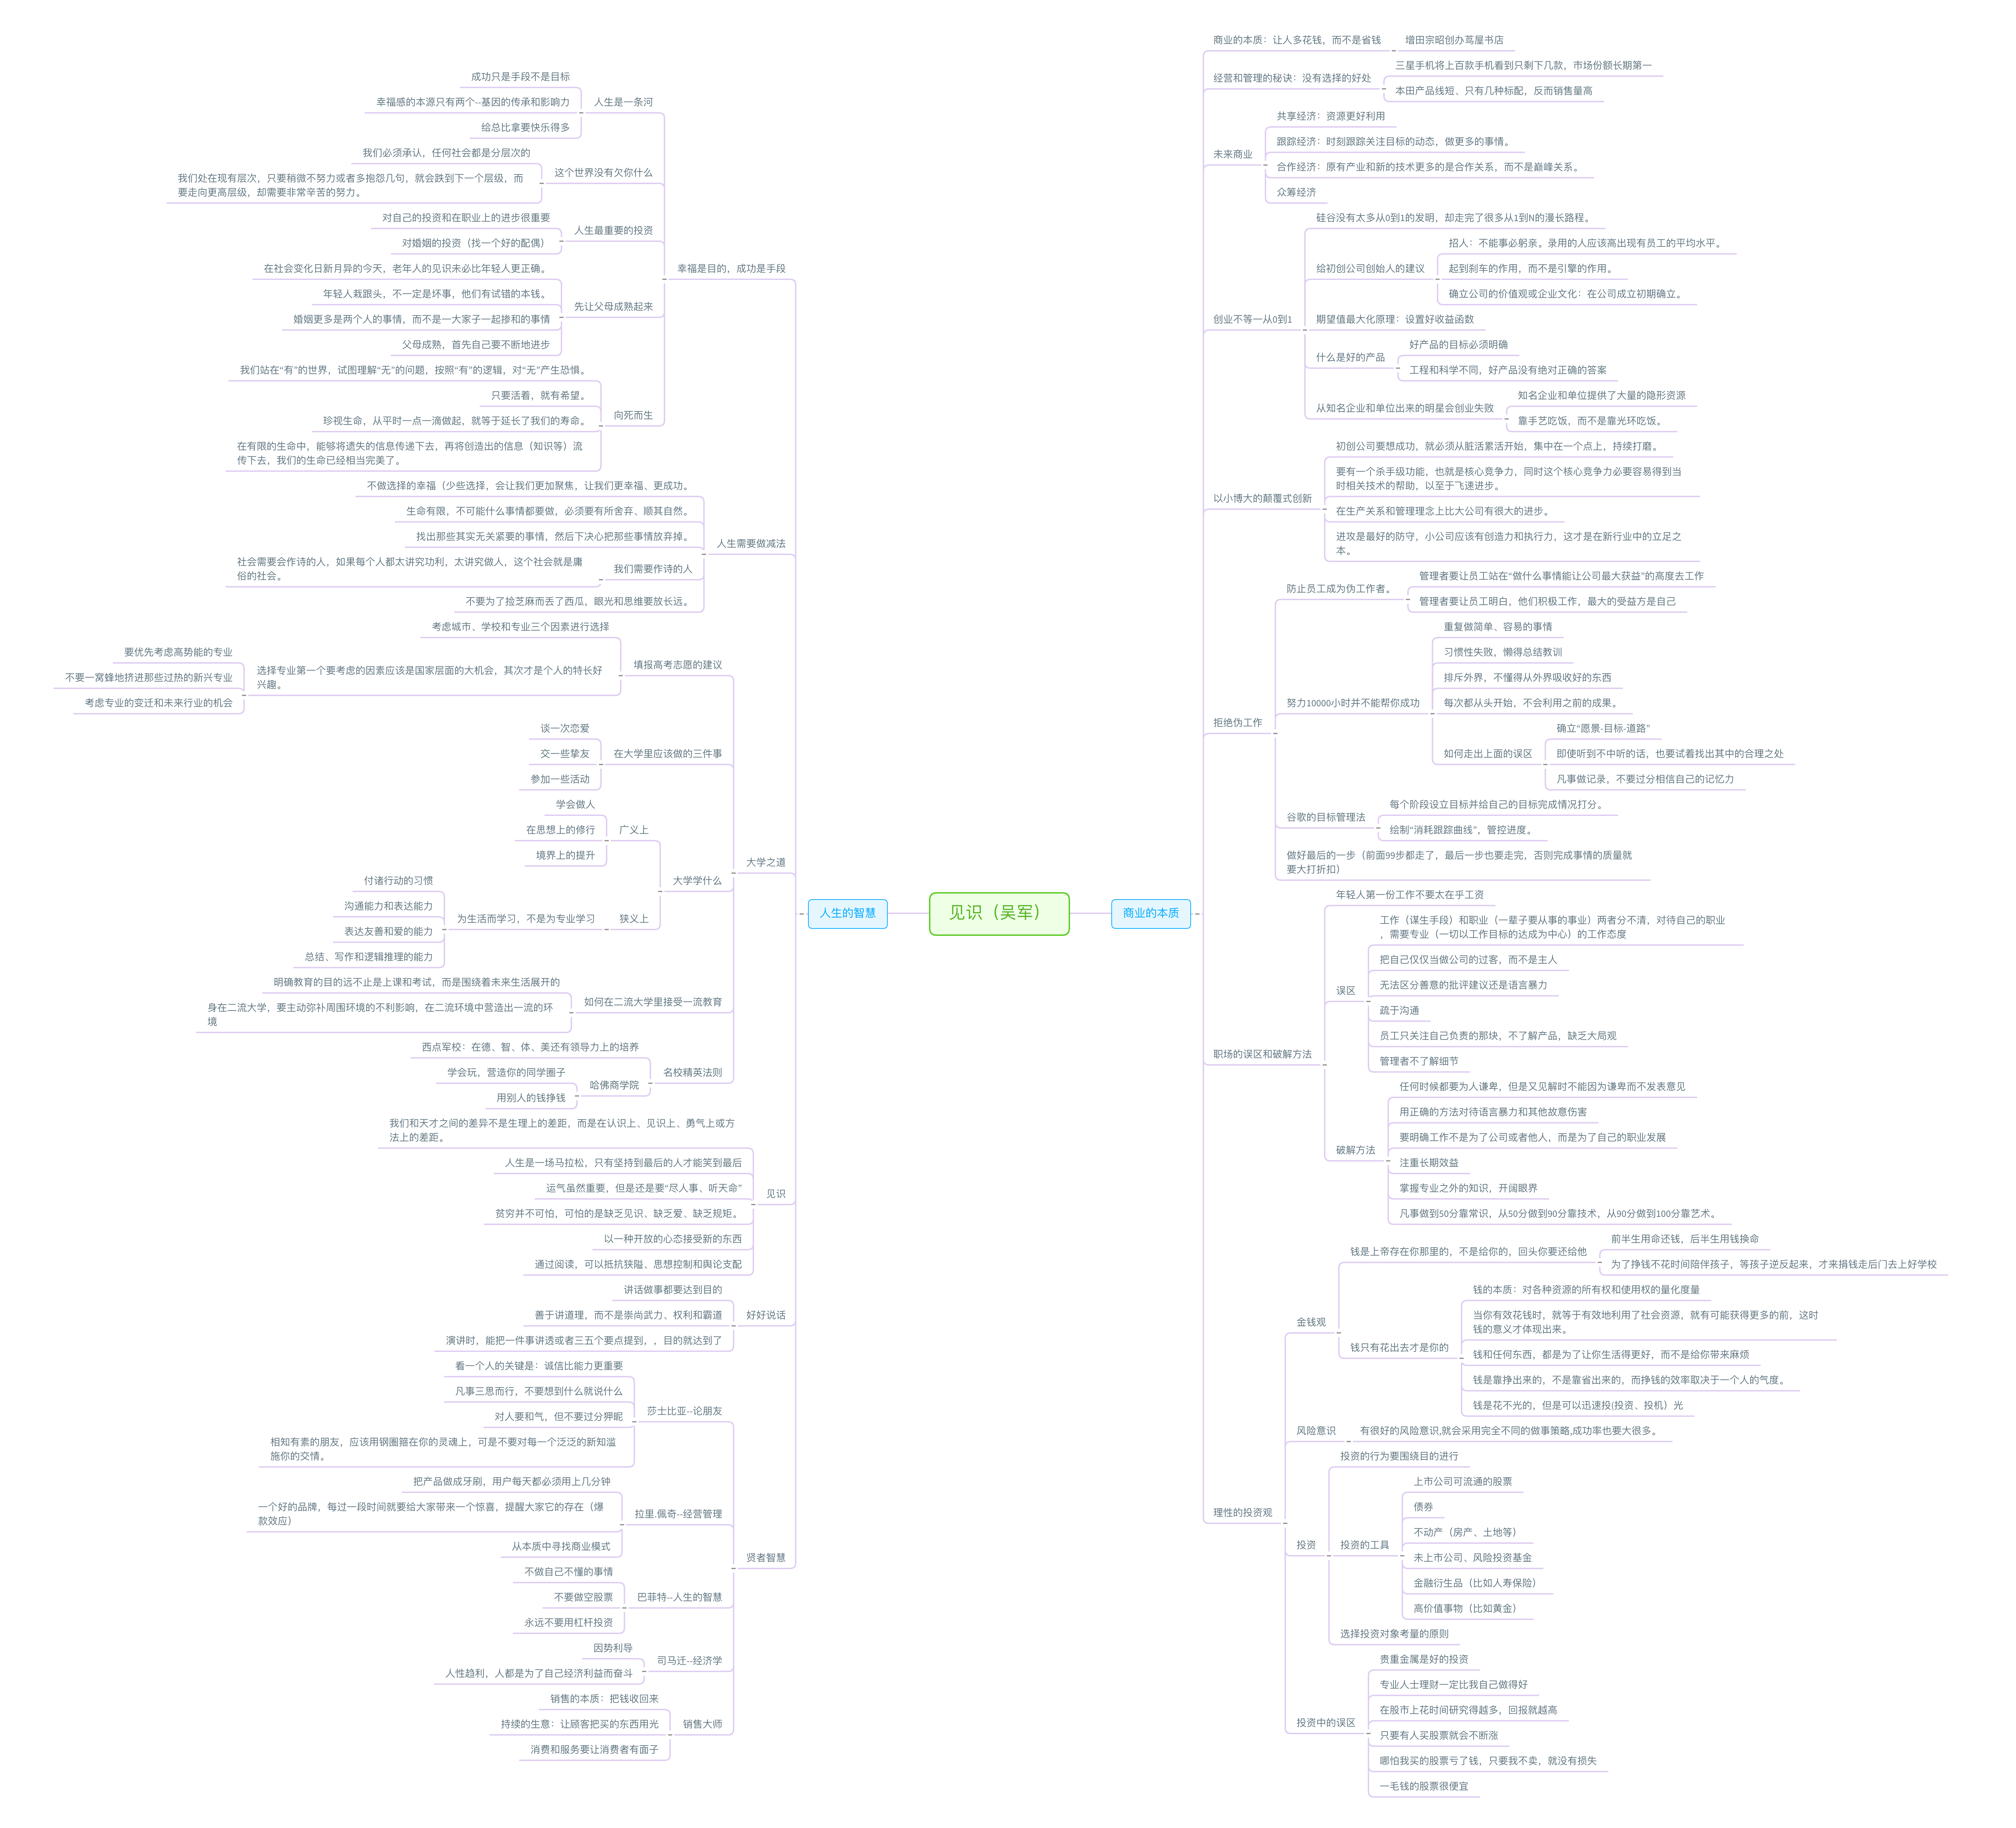 见识（吴军）
人生的智慧
幸福是目的，成功是手段
人生是一条河
成功只是手段不是目标
幸福感的本源只有两个--基因的传承和影响力
给总比拿要快乐得多
这个世界没有欠你什么
我们必须承认，任何社会都是分层次的
我们处在现有层次，只要稍微不努力或者多抱怨几句，就会跌到下一个层级，而
要走向更高层级，却需要非常辛苦的努力。
人生最重要的投资
对自己的投资和在职业上的进步很重要
对婚姻的投资（找一个好的配偶）
先让父母成熟起来
在社会变化日新月异的今天，老年人的见识未必比年轻人更正确。
年轻人栽跟头，不一定是坏事，他们有试错的本钱。
婚姻更多是两个人的事情，而不是一大家子一起掺和的事情
父母成熟，首先自己要不断地进步
向死而生
我们站在“有”的世界，试图理解“无”的问题，按照“有”的逻辑，对“无”产生恐惧。
只要活着，就有希望。
珍视生命，从平时一点一滴做起，就等于延长了我们的寿命。
在有限的生命中，能够将遗失的信息传递下去，再将创造出的信息（知识等）流
传下去，我们的生命已经相当完美了。
人生需要做减法
不做选择的幸福（少些选择，会让我们更加聚焦，让我们更幸福、更成功。
生命有限，不可能什么事情都要做，必须要有所舍弃、顺其自然。
找出那些其实无关紧要的事情，然后下决心把那些事情放弃掉。
我们需要作诗的人
社会需要会作诗的人，如果每个人都太讲究功利，太讲究做人，这个社会就是庸
俗的社会。
不要为了捡芝麻而丢了西瓜，眼光和思维要放长远。
大学之道
填报高考志愿的建议
考虑城市、学校和专业三个因素进行选择
选择专业第一个要考虑的因素应该是国家层面的大机会，其次才是个人的特长好
兴趣。
要优先考虑高势能的专业
不要一窝蜂地挤进那些过热的新兴专业
考虑专业的变迁和未来行业的机会
在大学里应该做的三件事
谈一次恋爱
交一些挚友
参加一些活动
大学学什么
广义上
学会做人
在思想上的修行
境界上的提升
狭义上
为生活而学习，不是为专业学习
付诸行动的习惯
沟通能力和表达能力
表达友善和爱的能力
总结、写作和逻辑推理的能力
如何在二流大学里接受一流教育
明确教育的目的远不止是上课和考试，而是围绕着未来生活展开的
身在二流大学，要主动弥补周围环境的不利影响，在二流环境中营造出一流的环
境
名校精英法则
西点军校：在德、智、体、美还有领导力上的培养
哈佛商学院
学会玩，营造你的同学圈子
用别人的钱挣钱
见识
我们和天才之间的差异不是生理上的差距，而是在认识上、见识上、勇气上或方
法上的差距。
人生是一场马拉松，只有坚持到最后的人才能笑到最后
运气虽然重要，但是还是要“尽人事、听天命”
贫穷并不可怕，可怕的是缺乏见识、缺乏爱、缺乏规矩。
以一种开放的心态接受新的东西
通过阅读，可以抵抗狭隘、思想控制和舆论支配
好好说话
讲话做事都要达到目的
善于讲道理，而不是崇尚武力、权利和霸道
演讲时，能把一件事讲透或者三五个要点提到，，目的就达到了
贤者智慧
莎士比亚--论朋友
看一个人的关键是：诚信比能力更重要
凡事三思而行，不要想到什么就说什么
对人要和气，但不要过分狎昵
相知有素的朋友，应该用钢圈箍在你的灵魂上，可是不要对每一个泛泛的新知滥
施你的交情。
拉里.佩奇--经营管理
把产品做成牙刷，用户每天都必须用上几分钟
一个好的品牌，每过一段时间就要给大家带来一个惊喜，提醒大家它的存在（爆
款效应）
从本质中寻找商业模式
巴菲特--人生的智慧
不做自己不懂的事情
不要做空股票
永远不要用杠杆投资
司马迁--经济学
因势利导
人性趋利，人都是为了自己经济利益而奋斗
销售大师
销售的本质：把钱收回来
持续的生意：让顾客把买的东西用光
消费和服务要让消费者有面子
商业的本质
商业的本质：让人多花钱，而不是省钱
增田宗昭创办茑屋书店
经营和管理的秘诀：没有选择的好处
三星手机将上百款手机看到只剩下几款，市场份额长期第一
本田产品线短、只有几种标配，反而销售量高
未来商业
共享经济：资源更好利用
跟踪经济：时刻跟踪关注目标的动态，做更多的事情。
合作经济：原有产业和新的技术更多的是合作关系，而不是巅峰关系。
众筹经济
创业不等一从0到1
硅谷没有太多从0到1的发明，却走完了很多从1到N的漫长路程。
给初创公司创始人的建议
招人：不能事必躬亲。录用的人应该高出现有员工的平均水平。
起到刹车的作用，而不是引擎的作用。
确立公司的价值观或企业文化：在公司成立初期确立。
期望值最大化原理：设置好收益函数
什么是好的产品
好产品的目标必须明确
工程和科学不同，好产品没有绝对正确的答案
从知名企业和单位出来的明星会创业失败
知名企业和单位提供了大量的隐形资源
靠手艺吃饭，而不是靠光环吃饭。
以小博大的颠覆式创新
初创公司要想成功，就必须从脏活累活开始，集中在一个点上，持续打磨。
要有一个杀手级功能，也就是核心竞争力，同时这个核心竞争力必要容易得到当
时相关技术的帮助，以至于飞速进步。
在生产关系和管理理念上比大公司有很大的进步。
进攻是最好的防守，小公司应该有创造力和执行力，这才是在新行业中的立足之
本。
拒绝伪工作
防止员工成为伪工作者。
管理者要让员工站在“做什么事情能让公司最大获益”的高度去工作
管理者要让员工明白，他们积极工作，最大的受益方是自己
努力10000小时并不能帮你成功
重复做简单、容易的事情
习惯性失败，懒得总结教训
排斥外界，不懂得从外界吸收好的东西
每次都从头开始，不会利用之前的成果。
如何走出上面的误区
确立“愿景-目标-道路”
即使听到不中听的话，也要试着找出其中的合理之处
凡事做记录，不要过分相信自己的记忆力
谷歌的目标管理法
每个阶段设立目标并给自己的目标完成情况打分。
绘制“消耗跟踪曲线”，管控进度。
做好最后的一步（前面99步都走了，最后一步也要走完，否则完成事情的质量就
要大打折扣）
职场的误区和破解方法
年轻人第一份工作不要太在乎工资
误区
工作（谋生手段）和职业（一辈子要从事的事业）两者分不清，对待自己的职业
，需要专业（一切以工作目标的达成为中心）的工作态度
把自己仅仅当做公司的过客，而不是主人
无法区分善意的批评建议还是语言暴力
疏于沟通
员工只关注自己负责的那块，不了解产品，缺乏大局观
管理者不了解细节
破解方法
任何时候都要为人谦卑，但是又见解时不能因为谦卑而不发表意见
用正确的方法对待语言暴力和其他故意伤害
要明确工作不是为了公司或者他人，而是为了自己的职业发展
注重长期效益
掌握专业之外的知识，开阔眼界
凡事做到50分靠常识，从50分做到90分靠技术，从90分做到100分靠艺术。
理性的投资观
金钱观
钱是上帝存在你那里的，不是给你的，回头你要还给他
前半生用命还钱，后半生用钱换命
为了挣钱不花时间陪伴孩子，等孩子逆反起来，才来捐钱走后门去上好学校
钱只有花出去才是你的
钱的本质：对各种资源的所有权和使用权的量化度量
当你有效花钱时，就等于有效地利用了社会资源，就有可能获得更多的前，这时
钱的意义才体现出来。
钱和任何东西，都是为了让你生活得更好，而不是给你带来麻烦
钱是靠挣出来的，不是靠省出来的，而挣钱的效率取决于一个人的气度。
钱是花不光的，但是可以迅速投(投资、投机）光
风险意识
有很好的风险意识,就会采用完全不同的做事策略,成功率也要大很多。
投资
投资的行为要围绕目的进行
投资的工具
上市公司可流通的股票
债券
不动产（房产、土地等）
未上市公司、风险投资基金
金融衍生品（比如人寿保险）
高价值事物（比如黄金）
选择投资对象考量的原则
投资中的误区
贵重金属是好的投资
专业人士理财一定比我自己做得好
在股市上花时间研究得越多，回报就越高
只要有人买股票就会不断涨
哪怕我买的股票亏了钱，只要我不卖，就没有损失
一毛钱的股票很便宜